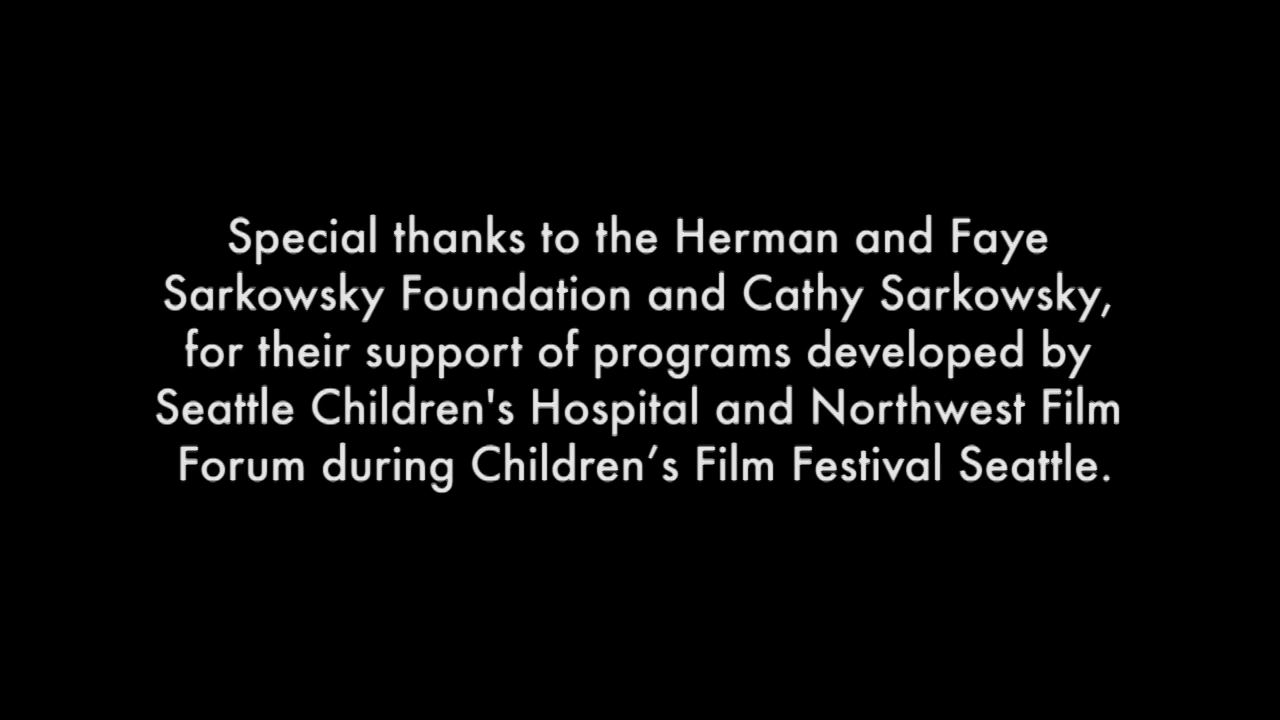 Special thanks to the Herman and Faye
Sarkowsky Foundation and Cathy Sarkowsky,
for their support of programs developed by
Seattle Children's Hospital and Northwest Film
Forum during Children’s Film Festival Seattle.